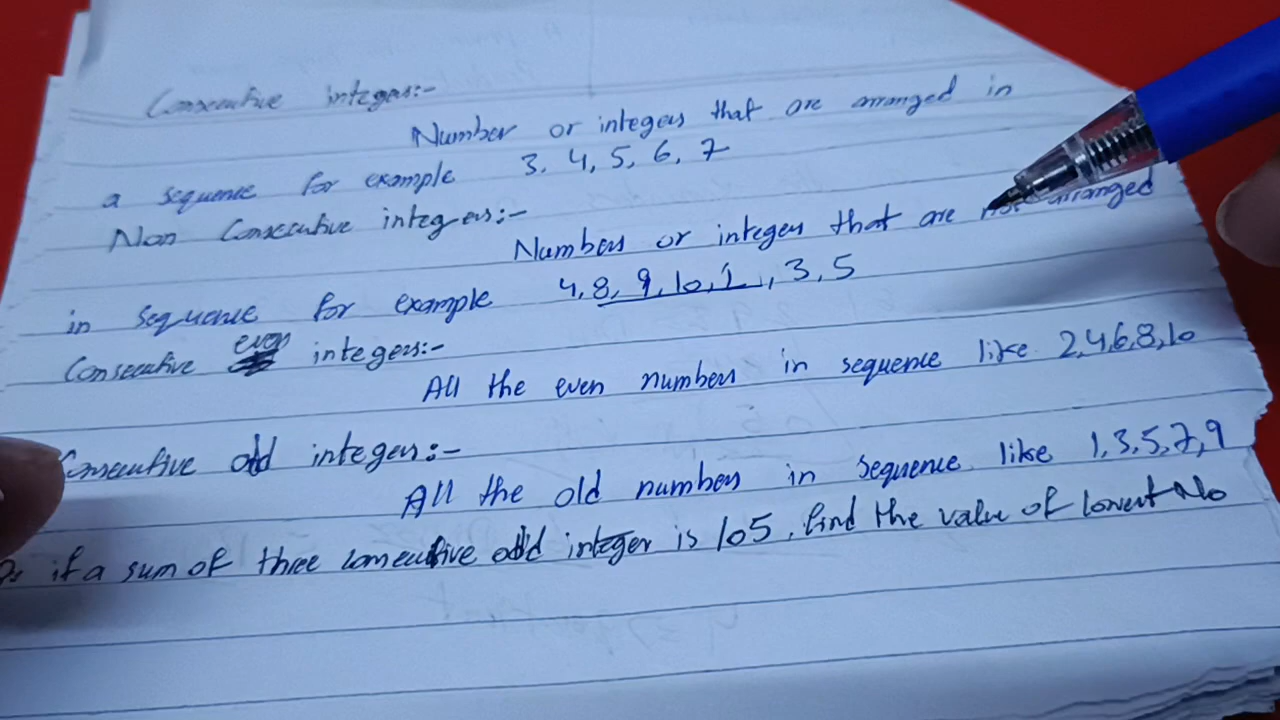 Consecutive integers:-
Number or integers that are arranged in
a sequence for example 3, 4, 5, 6, 7
Non Consecutive integers:-
Numbers or integers that are not arranged
in sequence for example 4, 8, 9, 10, 1, 3, 5
Consecutive even integers:-
All the even numbers in sequence like 2,4,6,8,10
Consecutive odd integers:-
All the old numbers in sequence like 1,3,5,7,9
if a sum of three consecutive odd integer is 105, find the value of lowest No